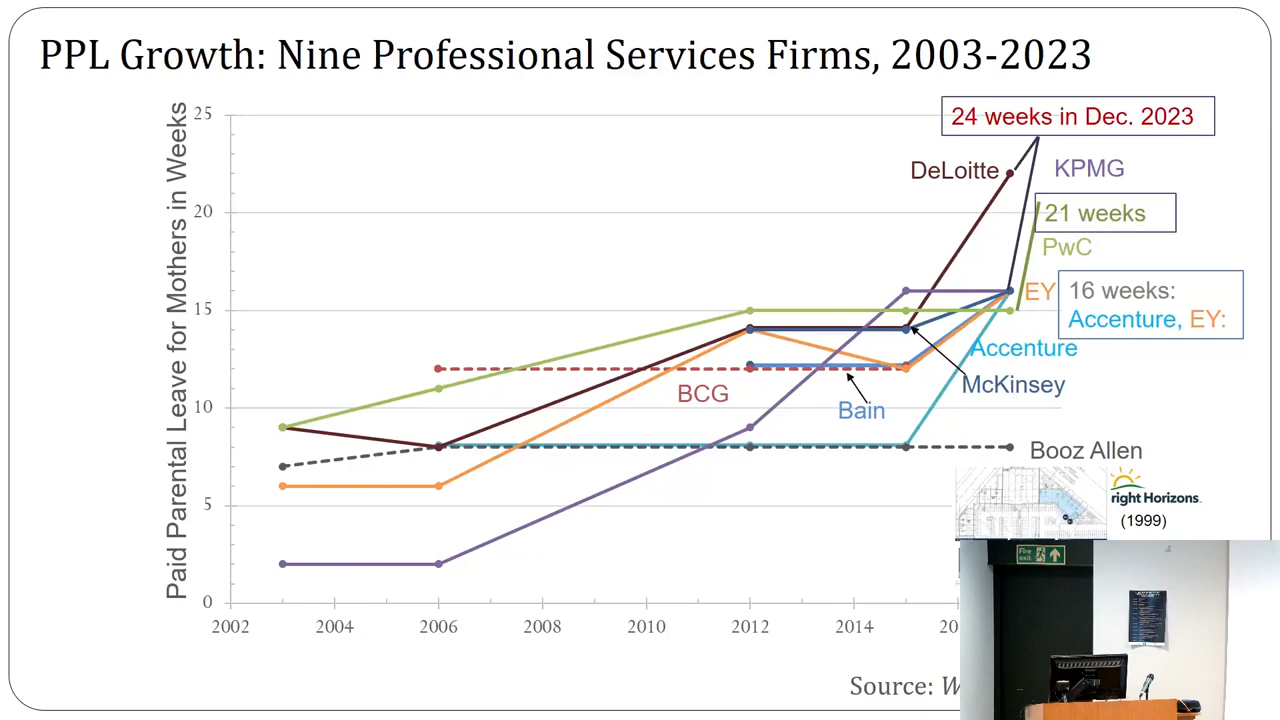 PPL Growth: Nine Professional Services Firms, 2003-2023
Paid Parental Leave for Mothers in Weeks
25
20
15
10
5
0
2002
2004
2006
2008
2010
2012
2014
24 weeks in Dec. 2023
DeLoitte
KPMG
21 weeks
PwC
EY
16 weeks:
Accenture, EY:
Accenture
McKinsey
BCG
Bain
Booz Allen
right Horizons.
(1999)
Fire
exit
Source: